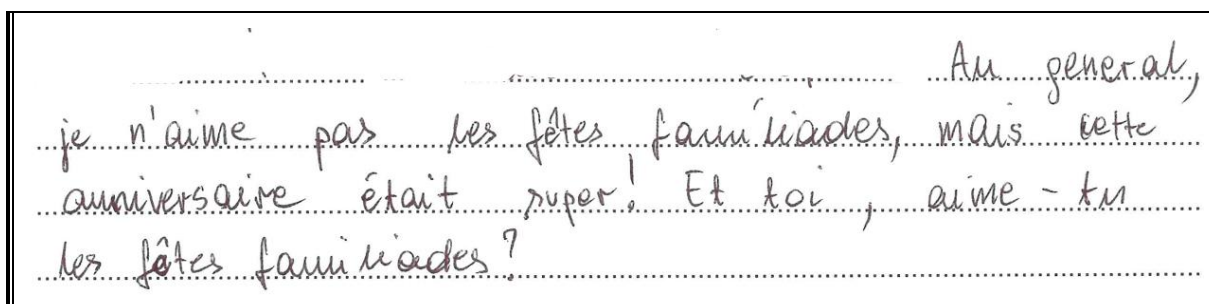 Au general,
je n'aime pas les fêtes familiades, mais cette
anniversaire était super! Et toi, aime-tu
les fêtes familiades?